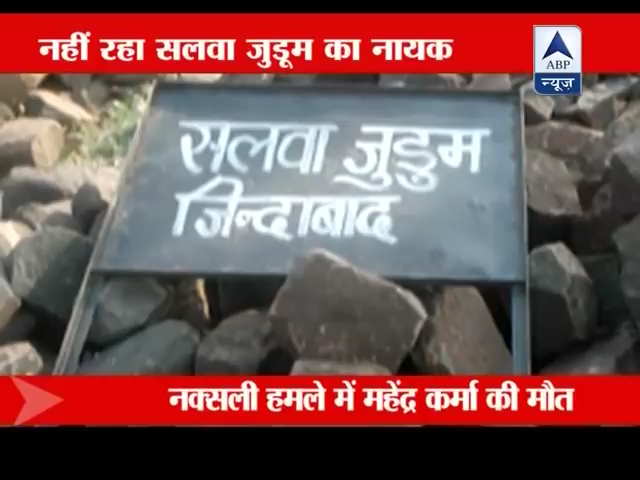 नहीं रहा सलवा जुडूम का नायक
ABP
न्यूज़
सलवा जुडुम
जिन्दाबाद
नक्सली हमले में महेंद्र कर्मा की मौत